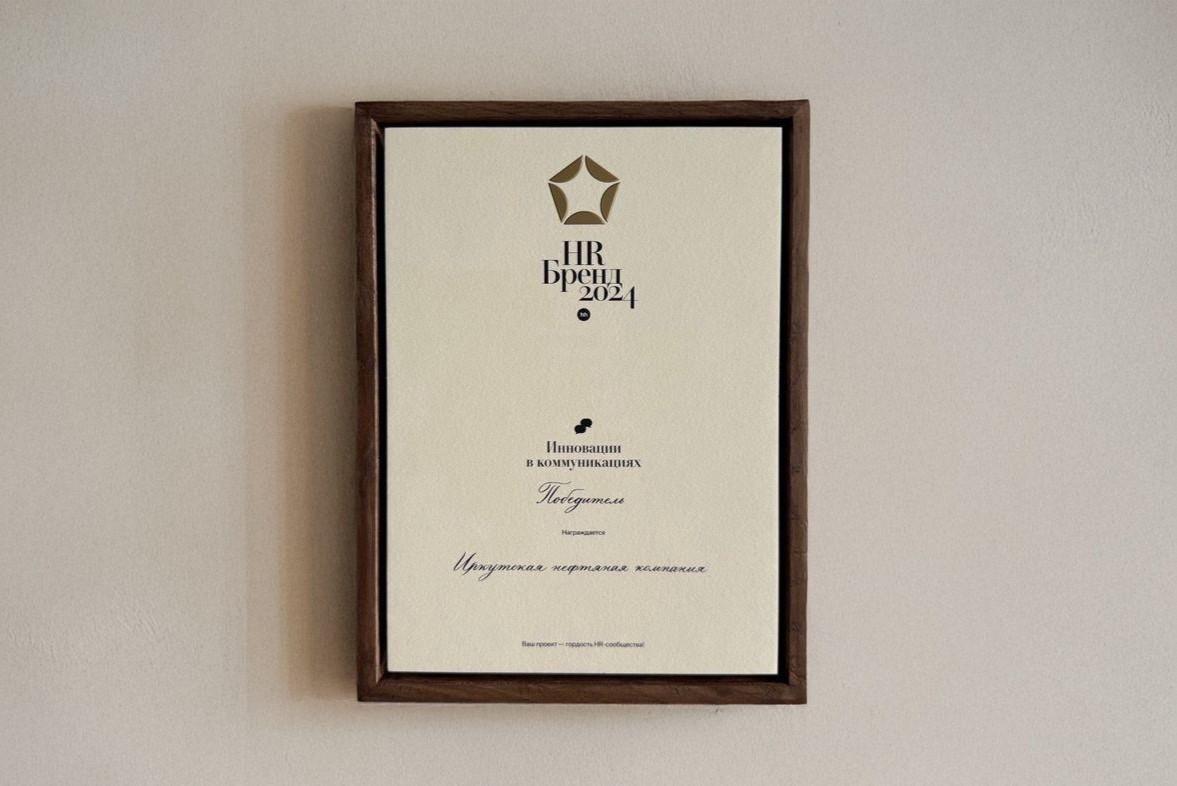 HR
Бренд
2024
hh
Инновации
в коммуникациях
Победитель
Награждается
Иркутская нефтяная компания
Ваш проект — гордость HR-сообщества!